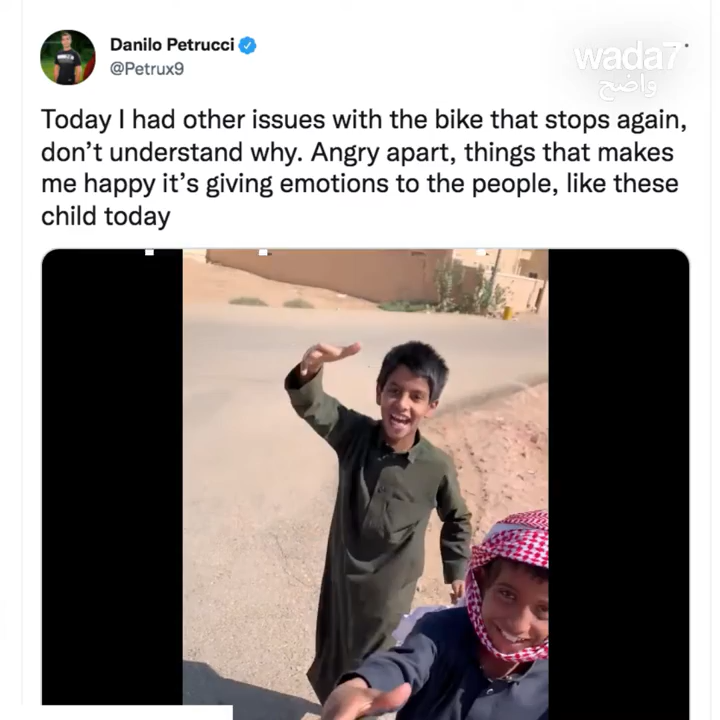 Danilo Petrucci
@Petrux9
wada7
واضح
Today I had other issues with the bike that stops again,
don’t understand why. Angry apart, things that makes
me happy it’s giving emotions to the people, like these
child today